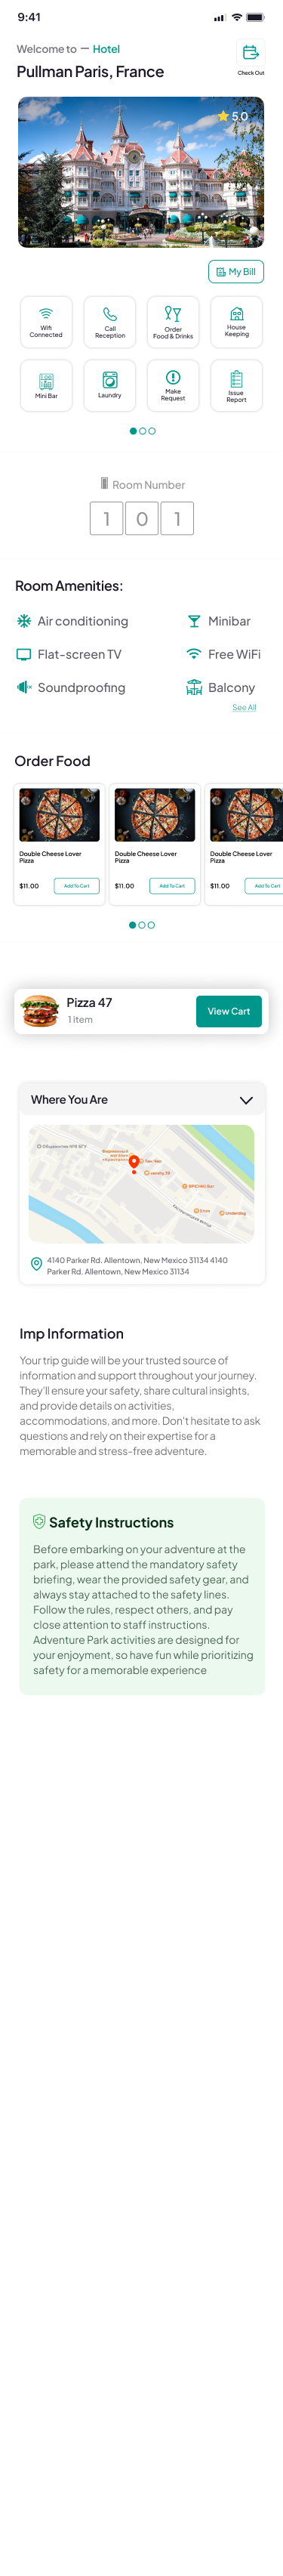 9:41
Welcome to — Hotel
Pullman Paris, France
Check Out
5.0
My Bill
Wifi
Connected
Call
Reception
Order
Food & Drinks
House
Keeping
Mini Bar
Laundry
Make
Request
Issue
Report
Room Number
1 0 1
Room Amenities:
Air conditioning
Minibar
Flat-screen TV
Free WiFi
Soundproofing
Balcony
See All
Order Food
Double Cheese Lover
Pizza
$11.00
Add To Cart
Double Cheese Lover
Pizza
$11.00
Add To Cart
Double Cheese Lover
Pizza
$11.00
Add To Cart
Pizza 47
1 Item
View Cart
Where You Are
4140 Parker Rd. Allentown, New Mexico 31134 4140
Parker Rd. Allentown, New Mexico 31134
Imp Information
Your trip guide will be your trusted source of
information and support throughout your journey.
They'll ensure your safety, share cultural insights,
and provide details on activities,
accommodations, and more. Don't hesitate to ask
questions and rely on their expertise for a
memorable and stress-free adventure.
Safety Instructions
Before embarking on your adventure at the
park, please attend the mandatory safety
briefing, wear the provided safety gear, and
always stay attached to the safety lines.
Follow the rules, respect others, and pay
close attention to staff instructions.
Adventure Park activities are designed for
your enjoyment, so have fun while prioritizing
safety for a memorable experience